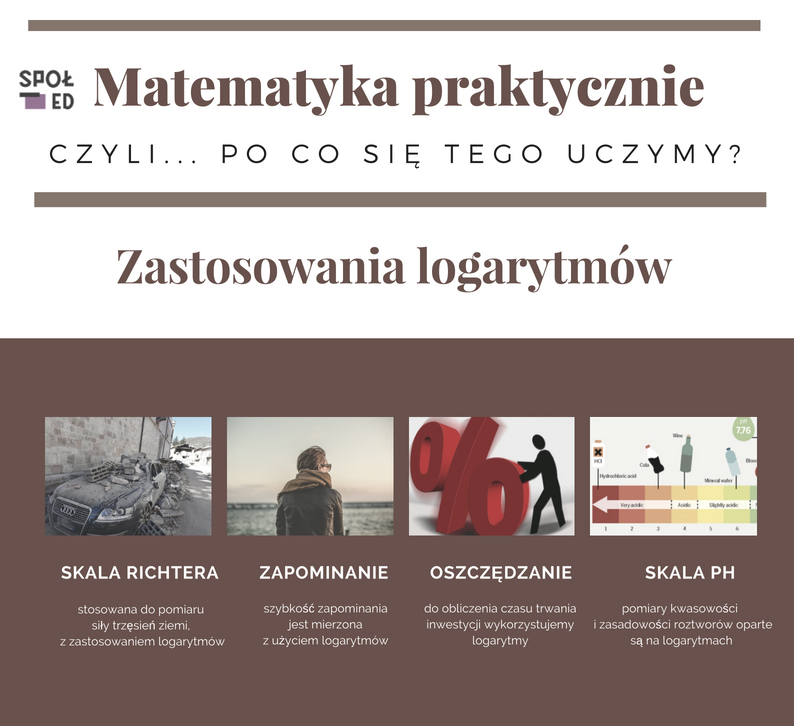 SPOŁ
ED
Matematyka praktycznie
CZYLI... PO CO SIĘ TEGO UCZYMY?
Zastosowania logarytmów
%
pH
7.76
Wine
HCl
Cola
Hydrochloric acid
Mineral water
Very acidic
Acidic
Slightly acidic
1 2 3 4 5 6
SKALA RICHTERA
stosowana do pomiaru
siły trzęsień ziemi,
z zastosowaniem logarytmów
ZAPOMINANIE
szybkość zapominania
jest mierzona
z użyciem logarytmów
OSZCZĘDZANIE
do obliczenia czasu trwania
inwestycji wykorzystujemy
logarytmy
SKALA PH
pomiary kwasowości
i zasadowości roztworów oparte
są na logarytmach